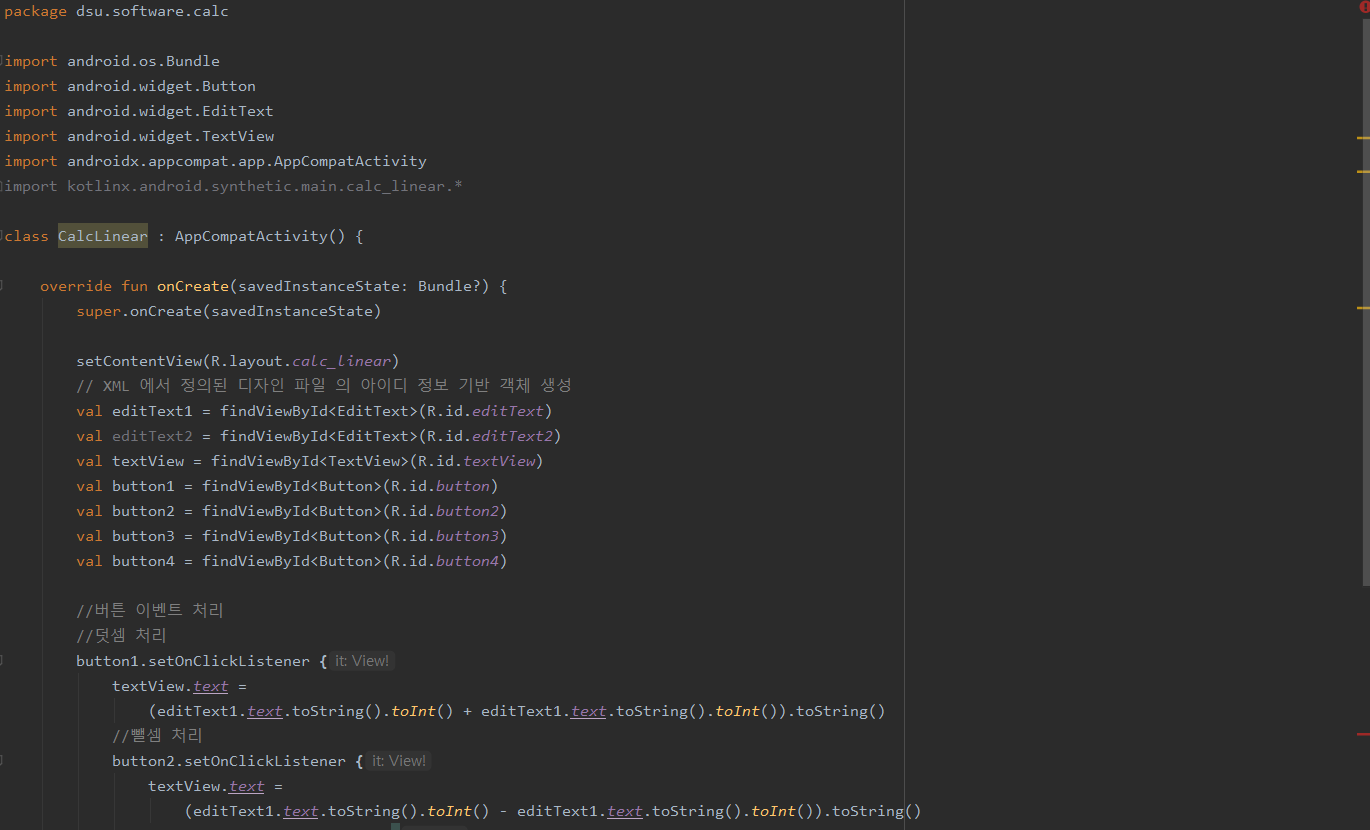 package dsu.software.calc
import android.os.Bundle
import android.widget.Button
import android.widget.EditText
import android.widget.TextView
import androidx.appcompat.app.AppCompatActivity
import kotlinx.android.synthetic.main.calc_linear.*
class CalcLinear : AppCompatActivity() {
override fun onCreate(savedInstanceState: Bundle?) {
super.onCreate(savedInstanceState)
setContentView(R.layout.calc_linear)
// XML 에서 정의된 디자인 파일 의 아이디 정보 기반 객체 생성
val editText1 = findViewById<EditText>(R.id.editText)
val editText2 = findViewById<EditText>(R.id.editText2)
val textView = findViewById<TextView>(R.id.textView)
val button1 = findViewById<Button>(R.id.button)
val button2 = findViewById<Button>(R.id.button2)
val button3 = findViewById<Button>(R.id.button3)
val button4 = findViewById<Button>(R.id.button4)
//버튼 이벤트 처리
//덧셈 처리
button1.setOnClickListener { it: View!
textView.text =
(editText1.text.toString().toInt() + editText1.text.toString().toInt()).toString()
//뺄셈 처리
button2.setOnClickListener { it: View!
textView.text =
(editText1.text.toString().toInt() - editText1.text.toString().toInt()).toString()